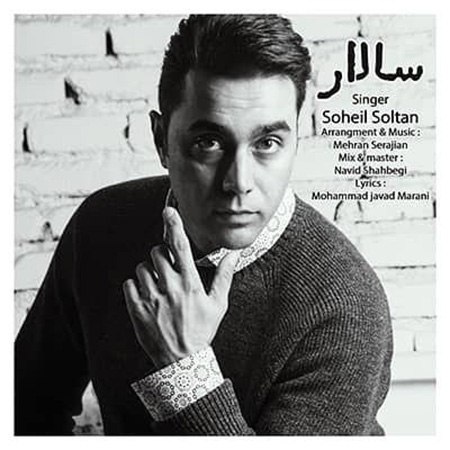 سالار
Singer
Soheil Soltan
Arrangment & Music :
Mehran Serajian
Mix & master :
Navid Shahbegi
Lyrics :
Mohammad javad Marani